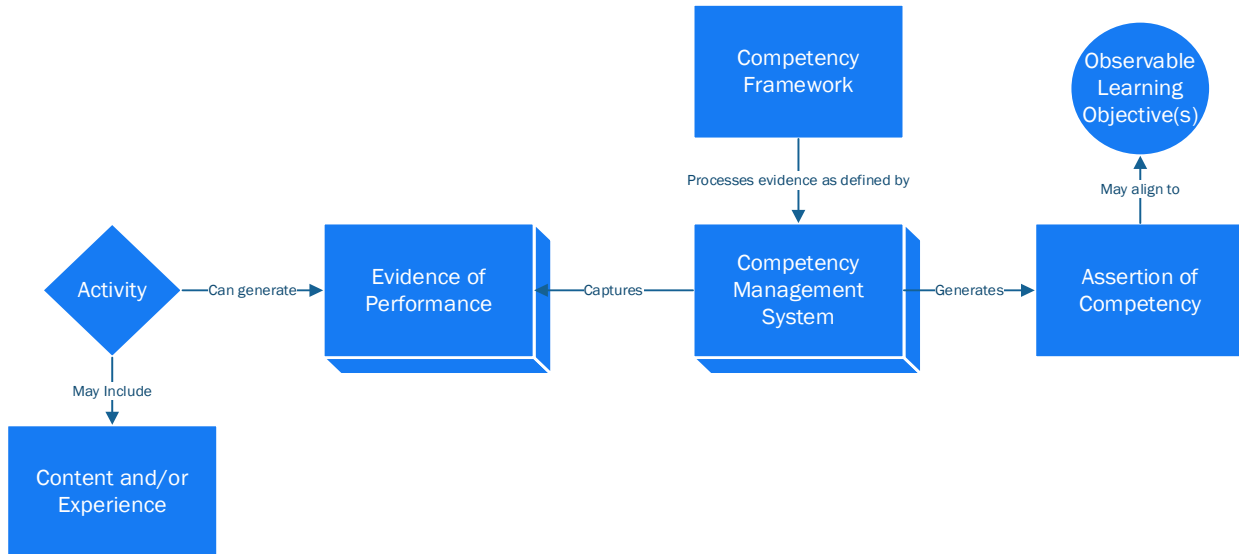 Competency
Framework
Observable
Learning
Objective(s)
Processes evidence as defined by
May align to
Activity
Can generate
Evidence of
Performance
Captures
Competency
Management
System
Generates
Assertion of
Competency
May Include
Content and/or
Experience